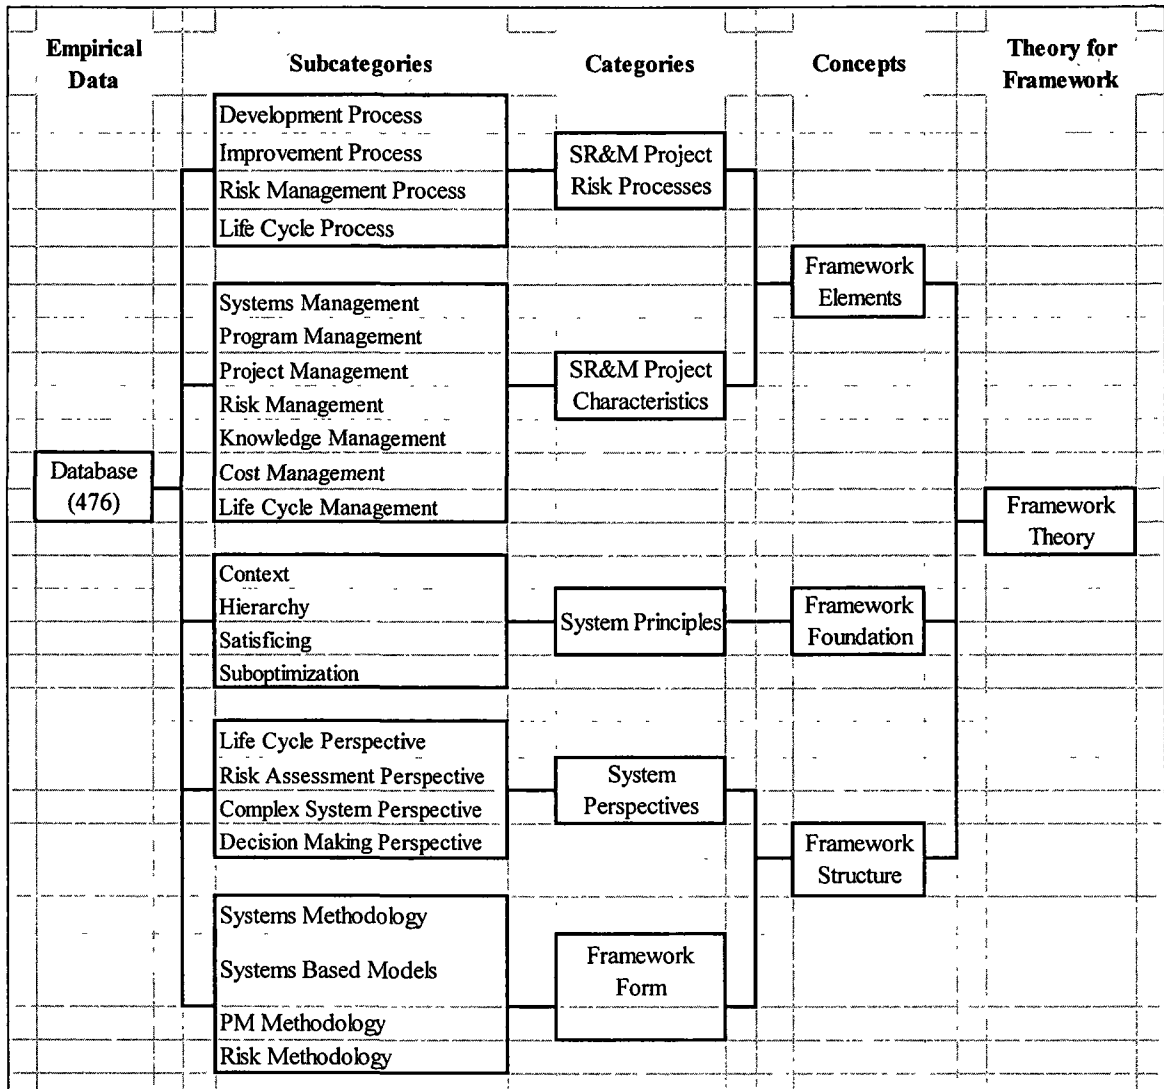 Empirical
Data
Subcategories
Categories
Concepts
Theory for
Framework
Database
(476)
Development Process
Improvement Process
Risk Management Process
Life Cycle Process
Systems Management
Program Management
Project Management
Risk Management
Knowledge Management
Cost Management
Life Cycle Management
Context
Hierarchy
Satisficing
Suboptimization
Life Cycle Perspective
Risk Assessment Perspective
Complex System Perspective
Decision Making Perspective
Systems Methodology
Systems Based Models
PM Methodology
Risk Methodology
SR&M Project
Risk Processes
SR&M Project
Characteristics
System Principles
System
Perspectives
Framework
Form
Framework
Elements
Framework
Foundation
Framework
Structure
Framework
Theory